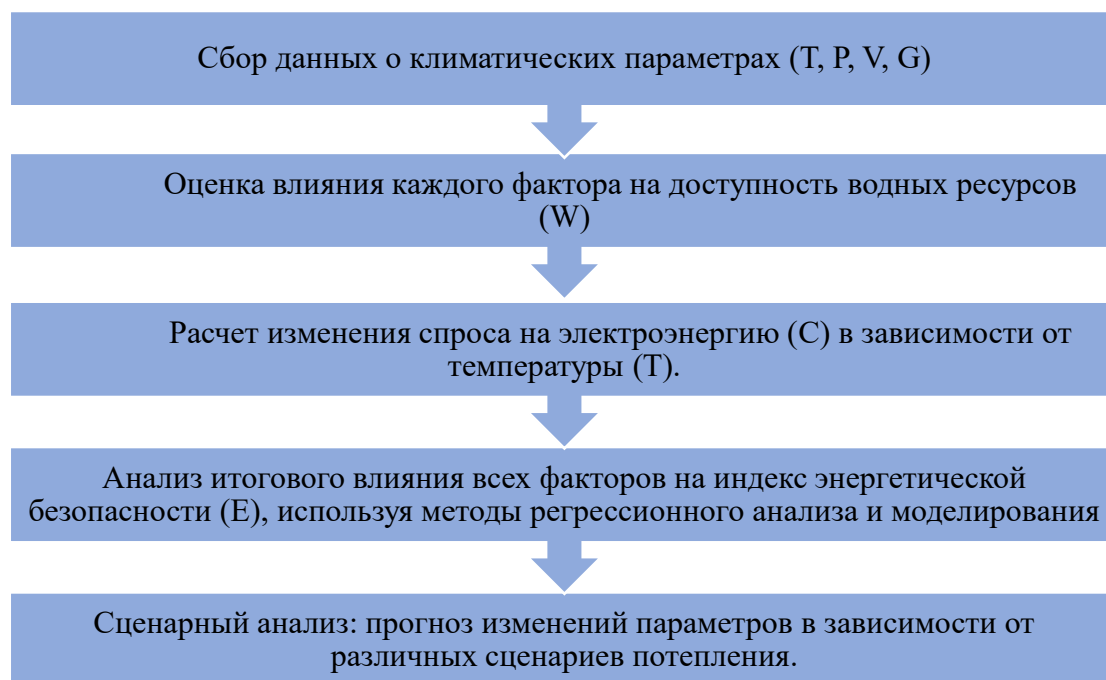 Сбор данных о климатических параметрах (T, P, V, G)
Оценка влияния каждого фактора на доступность водных ресурсов
(W)
Расчет изменения спроса на электроэнергию (C) в зависимости от
температуры (T).
Анализ итогового влияния всех факторов на индекс энергетической
безопасности (E), используя методы регрессионного анализа и моделирования
Сценарный анализ: прогноз изменений параметров в зависимости от
различных сценариев потепления.